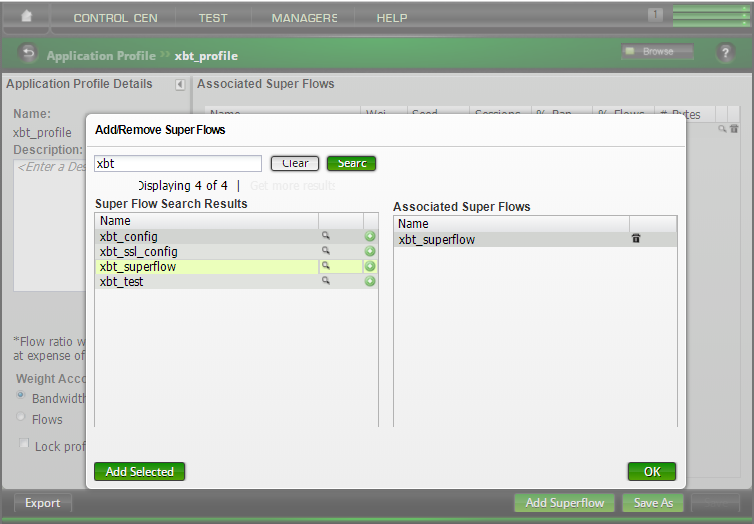 CONTROL CEN TEST MANAGERS HELP 1
Application Profile >> xbt_profile Browse ?
Application Profile Details Associated Super Flows
Name Wei Seed Sessions % Ban % Flows # Bytes
Name:
xbt_profile
Description:
<Enter a Des
Add/Remove Super Flows
xbt Clear Searc
Displaying 4 of 4 | Get more results
Super Flow Search Results
Name
xbt_config
xbt_ssl_config
xbt_superflow
xbt_test
Associated Super Flows
Name
xbt_superflow
*Flow ratio w
at expense of
Weight Acco
Bandwidth
Flows
Lock prof
Add Selected OK
Export Add Superflow Save As